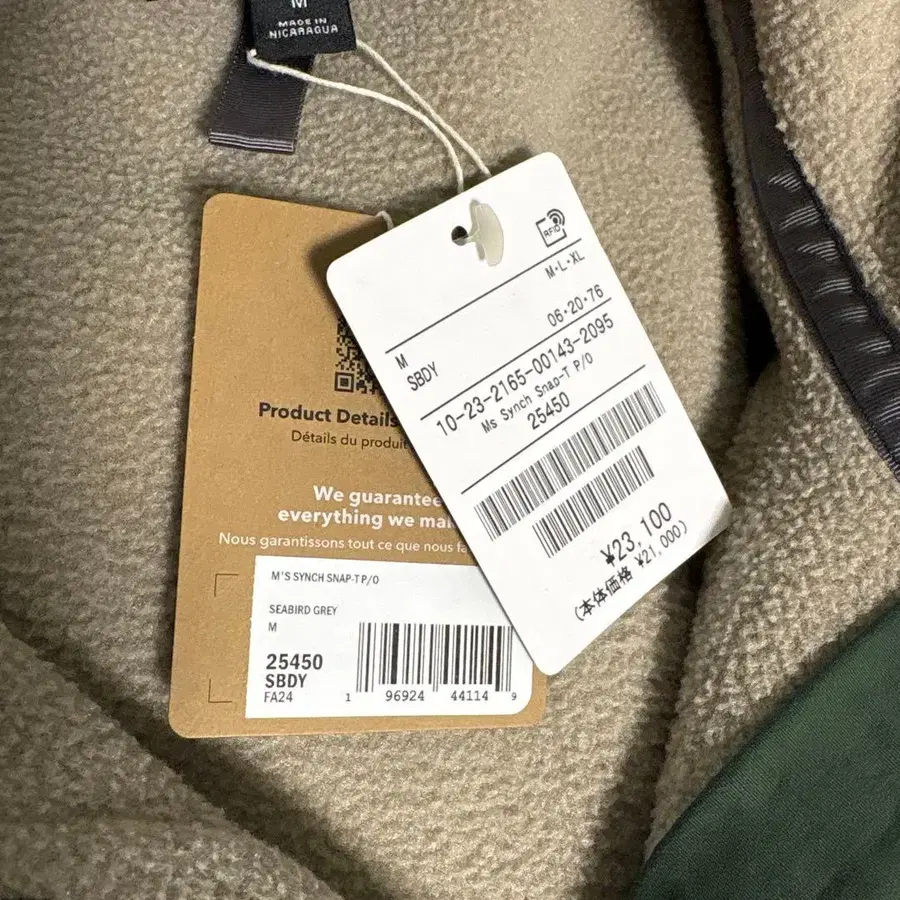 M
MADE IN
NICARAGUA
RFID
M・L・XL
06・20・76
M
SBDY
10-23-2165-00143-2095
Ms Synch Snap-T P/O
25450
¥23,100
(本体価格 ¥21,000)
Product Details
Détails du produit
We guarantee
everything we
Nous garantissons tout ce que nous
M'S SYNCH SNAP-T P/O
SEABIRD GREY
M
25450
SBDY
FA24
1 96924 44114 9